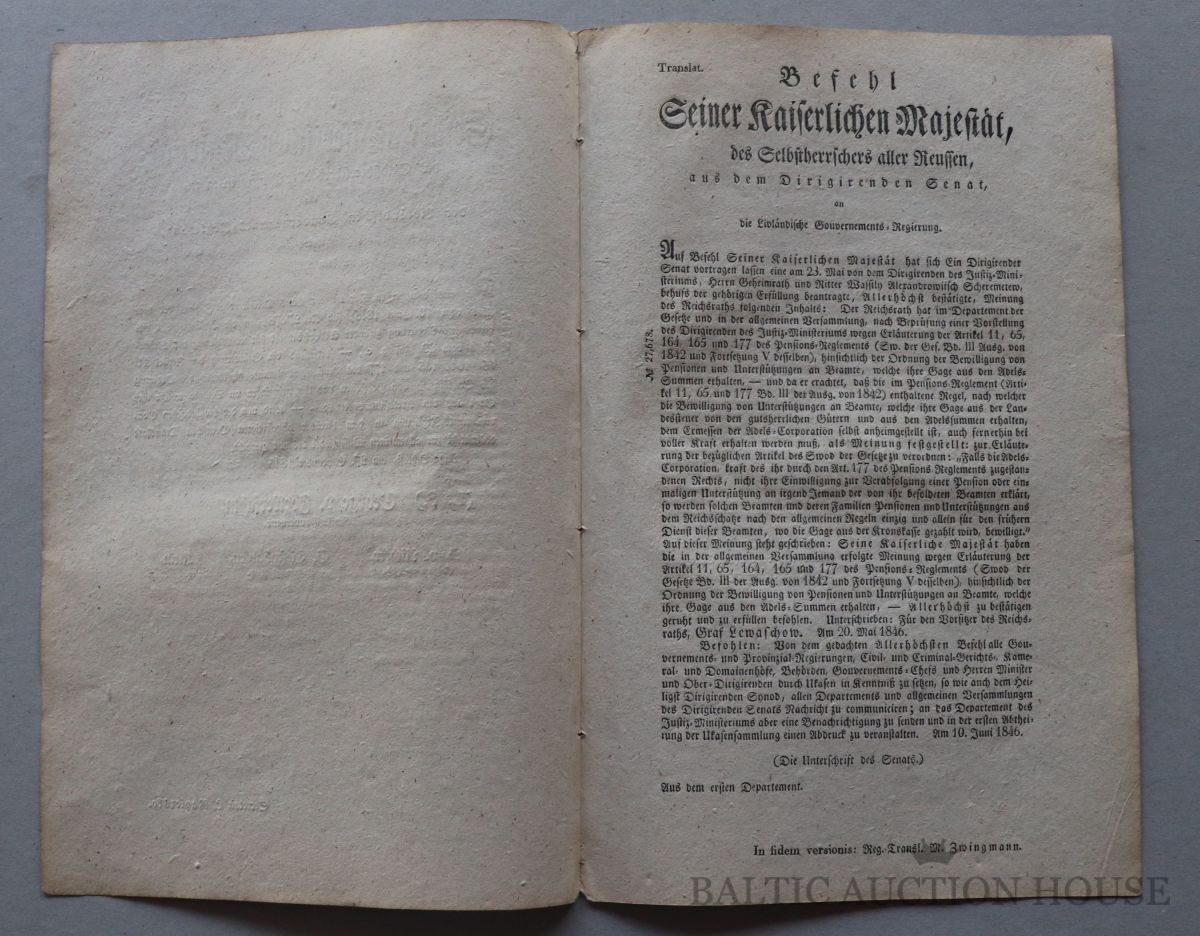 Translat.
Befehl
Seiner Kaiserlichen Majestät,
des Selbstherrschers aller Reussen,
aus dem Dirigirenden Senat,
an
die Livländische Gouvernements-Regierung.
Auf Befehl Seiner Kaiserlichen Majestät hat sich Ein Dirigirender
Senat vortragen lassen eine am 23. Mai von dem Dirigirenden des Justiz-Mini-
steriums, Herrn Geheimrath und Ritter Wassily Alexandrowitsch Scheremetew,
behufs der gehörigen Erfüllung beantragte, Allerhöchst bestätigte, Meinung
des Reichsraths folgenden Inhalts: Der Reichsrath hat im Departement der
Gesetze und in der allgemeinen Versammlung, nach Beprüfung einer Vorstellung
des Dirigirenden des Justiz-Ministeriums wegen Erläuterung der Artikel 11, 65,
164, 165 und 177 des Pensions-Reglements (Sw. der Ges. Bd. III Ausg. von
1842 und Fortsetzung V desselben), hinsichtlich der Ordnung der Bewilligung von
Pensionen und Unterstützungen an Beamte, welche ihre Gage aus den Adels-
Summen erhalten, — und da er erachtet, daß die im Pensions-Reglement (Arti-
kel 11, 65 und 177 Bd. III der Ausg. von 1842) enthaltene Regel, nach welcher
die Bewilligung von Unterstützungen an Beamte, welche ihre Gage aus der Lan-
dessteuer von den gutsherrlichen Gütern und aus den Adelssummen erhalten,
dem Ermessen der Adels-Corporation selbst anheimgestellt ist, auch fernerhin bei
voller Kraft erhalten werden muß, als Meinung festgestellt: zur Erläute-
rung der bezüglichen Artikel des Swod der Gesetze zu verordnen: „Falls die Adels-
Corporation, kraft des ihr durch den Art. 177 des Pensions-Reglements zugestan-
denen Rechts, nicht ihre Einwilligung zur Verabfolgung einer Pension oder ein-
maligen Unterstützung an irgend Jemand der von ihr besoldeten Beamten erklärt,
so werden solchen Beamten und deren Familien Pensionen und Unterstützungen aus
dem Reichsschatze nach den allgemeinen Regeln einzig und allein für den frühern
Dienst dieser Beamten, wo die Gage aus der Kronskasse gezahlt wird, bewilligt."
Auf dieser Meinung steht geschrieben: Seine Kaiserliche Majestät haben
die in der allgemeinen Versammlung erfolgte Meinung wegen Erläuterung der
Artikel 11, 65, 164, 165 und 177 des Pensions-Reglements (Swod der
Gesetze Bd. III der Ausg. von 1842 und Fortsetzung V desselben), hinsichtlich der
Ordnung der Bewilligung von Pensionen und Unterstützungen an Beamte, welche
ihre Gage aus den Adels-Summen erhalten, — Allerhöchst zu bestätigen
geruht und zu erfüllen befohlen. Unterschrieben: Für den Vorsitzer des Reichs-
raths, Graf Lewaschow. Am 20. Mai 1846.
Befohlen: Von dem gedachten Allerhöchsten Befehl alle Gou-
vernements- und Provinzial-Regierungen, Civil- und Criminal-Gerichts-, Kame-
ral- und Domainenhöfe, Behörden, Gouvernements-Chefs und Herren Minister
und Ober-Dirigirenden durch Ukasen in Kenntniß zu setzen, so wie auch dem Hei-
ligst Dirigirenden Synod, allen Departements und allgemeinen Versammlungen
des Dirigirenden Senats Nachricht zu communiciren; an das Departement des
Justiz-Ministeriums aber eine Benachrichtigung zu senden und in der ersten Abthei-
rung der Ukasensammlung einen Abdruck zu veranstalten. Am 10. Juni 1846.
(Die Unterschrift des Senats.)
Aus dem ersten Departement.
In fidem versionis: Reg.-Transl. M. Zwingmann.
№ 27,678.
BALTIC AUCTION HOUSE